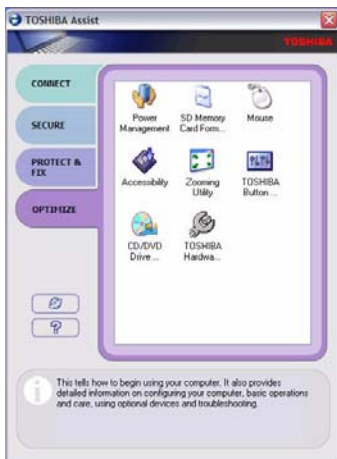 TOSHIBA Assist
TOSHIBA
CONNECT
SECURE
PROTECT &
FIX
OPTIMIZE
Power
Management
SD Memory
Card Form...
Mouse
Accessibility
Zooming
Utility
TOSHIBA
Button ...
CD/DVD
Drive ...
TOSHIBA
Hardwa...
This tells how to begin using your computer. It also provides
detailed information on configuring your computer, basic operations
and care, using optional devices and troubleshooting.